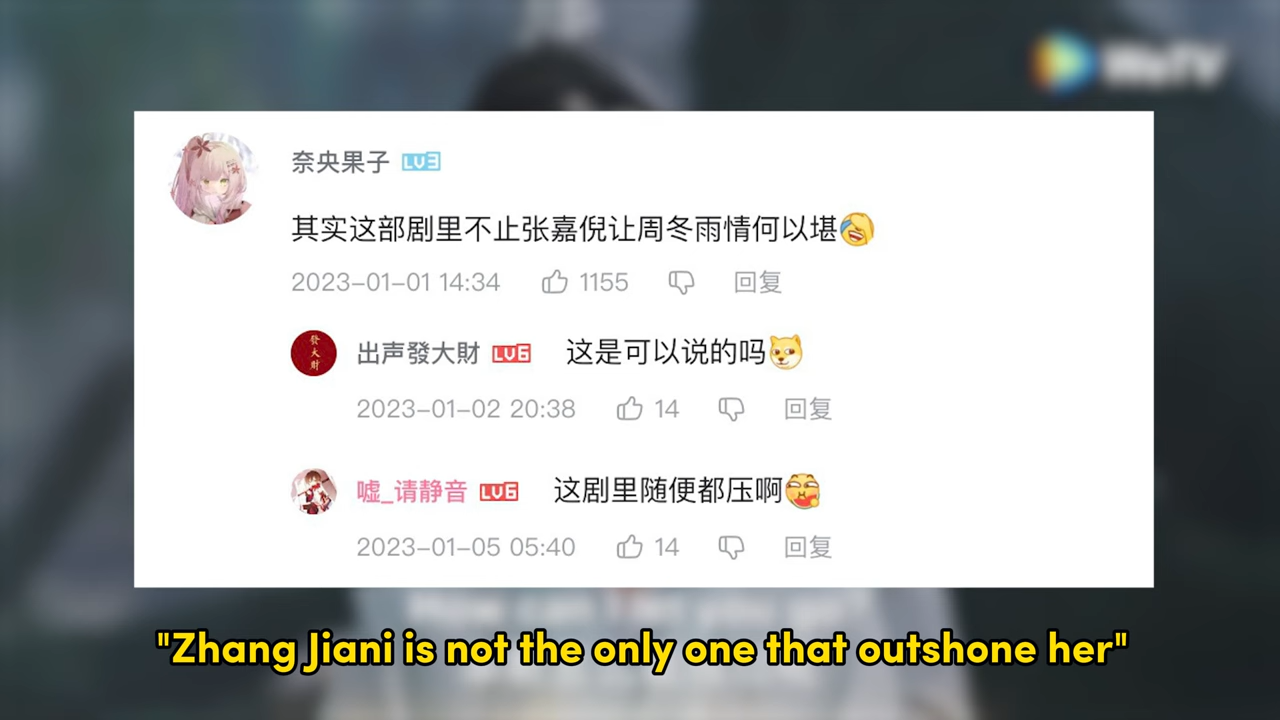 WeTV
奈央果子 LV3
其实这部剧里不止张嘉倪让周冬雨情何以堪
2023-01-01 14:34 1155 回复
發大財
出声發大財 LV6 这是可以说的吗
2023-01-02 20:38 14 回复
嘘_请静音 LV6 这剧里随便都压啊
2023-01-05 05:40 14 回复
"Zhang Jiani is not the only one that outshone her"